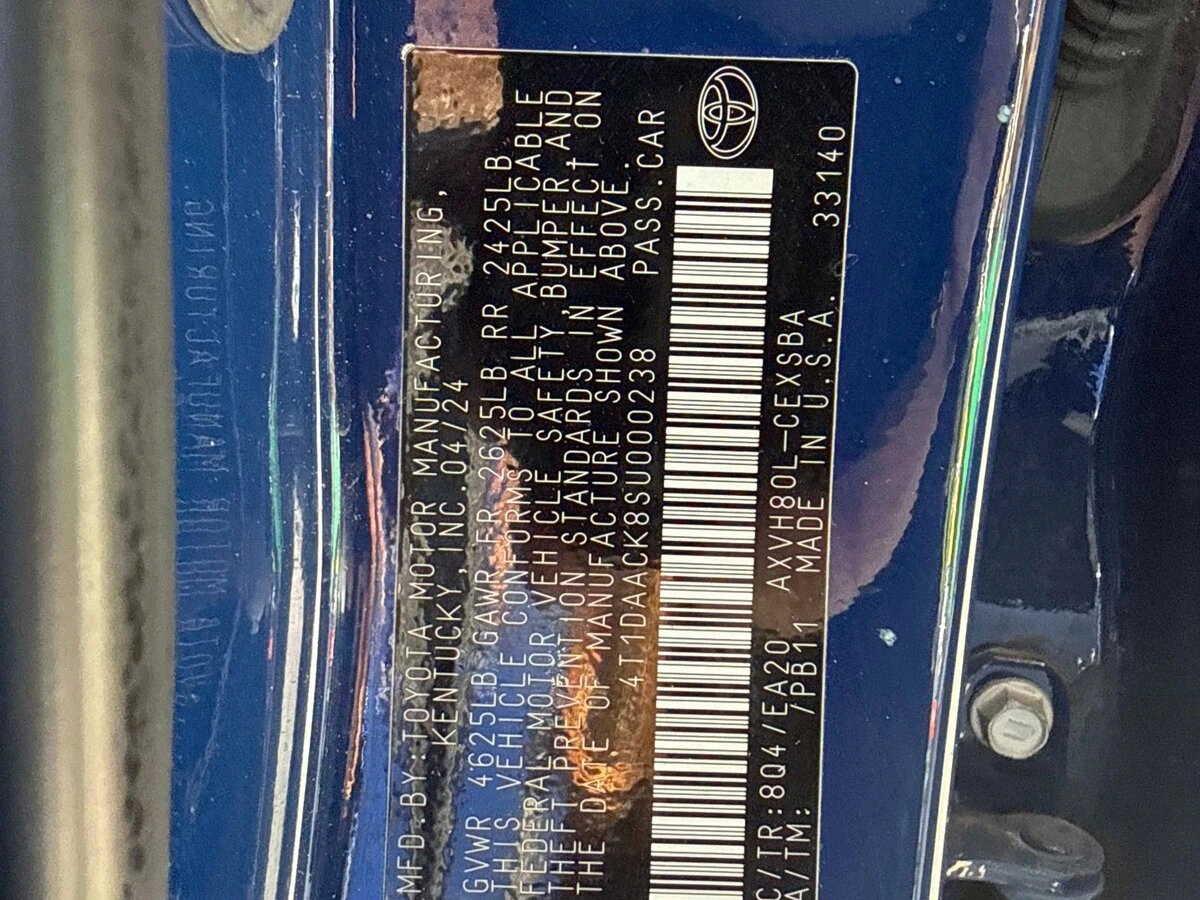 MFD.BY:TOYOTA MOTOR MANUFACTURING,
KENTUCKY,INC.04/24
GVWR 4625LB GAWR FR 2625LB RR 2425LB
THIS VEHICLE CONFORMS TO ALL APPLICABLE
FEDERAL MOTOR VEHICLE SAFETY,BUMPER,AND
THEFT PREVENTION STANDARDS IN EFFECT ON
THE DATE OF MANUFACTURE SHOWN ABOVE.
4T1DAACK8SU000238 PASS.CAR
C/TR:8Q4/EA20 AXVH80L-CEXSBA
A/TM: /PB11 MADE IN U.S.A. 33140